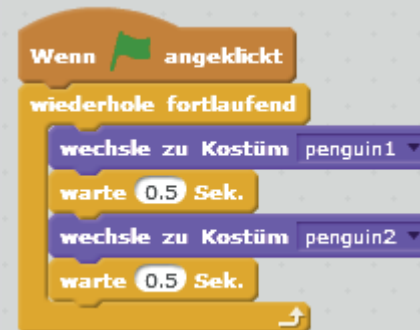 Wenn angeklickt
wiederhole fortlaufend
wechsle zu Kostüm penguin1
warte 0.5 Sek.
wechsle zu Kostüm penguin2
warte 0.5 Sek.